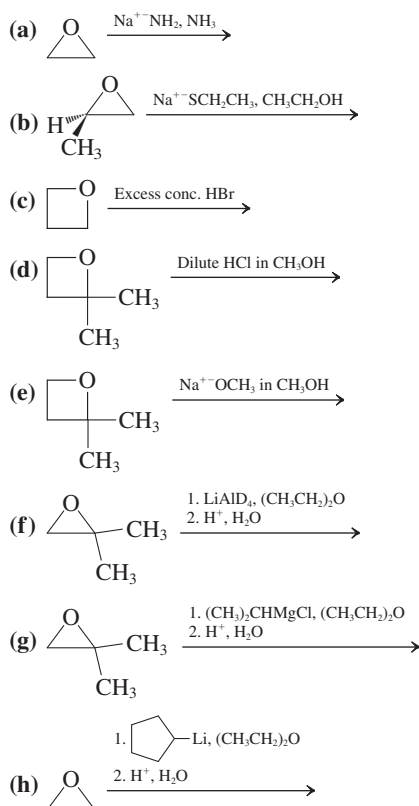 (a) O Na⁺⁻NH₂, NH₃
(b) O Na⁺⁻SCH₂CH₃, CH₃CH₂OH
H
CH₃
(c) O Excess conc. HBr
(d) O Dilute HCl in CH₃OH
CH₃
CH₃
(e) O Na⁺⁻OCH₃ in CH₃OH
CH₃
CH₃
(f) O 1. LiAlD₄, (CH₃CH₂)₂O
2. H⁺, H₂O
CH₃
CH₃
(g) O 1. (CH₃)₂CHMgCl, (CH₃CH₂)₂O
2. H⁺, H₂O
CH₃
CH₃
1. Li, (CH₃CH₂)₂O
(h) O 2. H⁺, H₂O